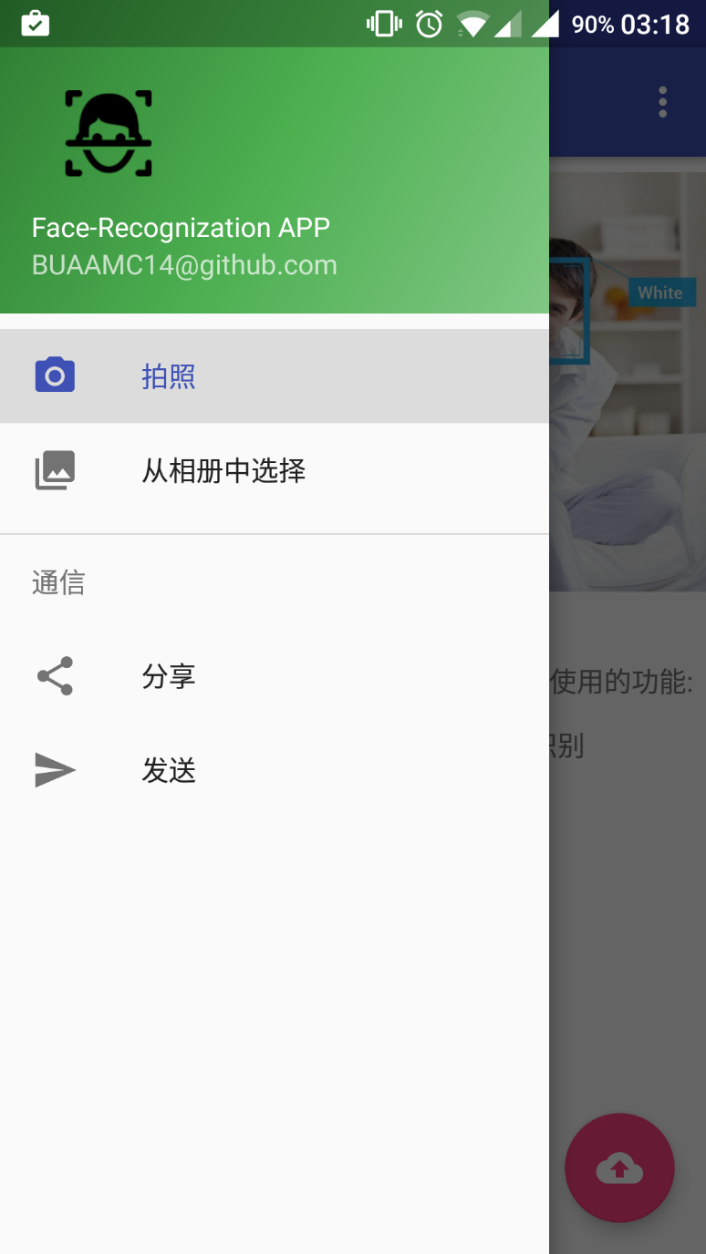 90% 03:18
Face-Recognization APP
BUAAMC14@github.com
White
拍照
从相册中选择
通信
分享
使用的功能:
别
发送